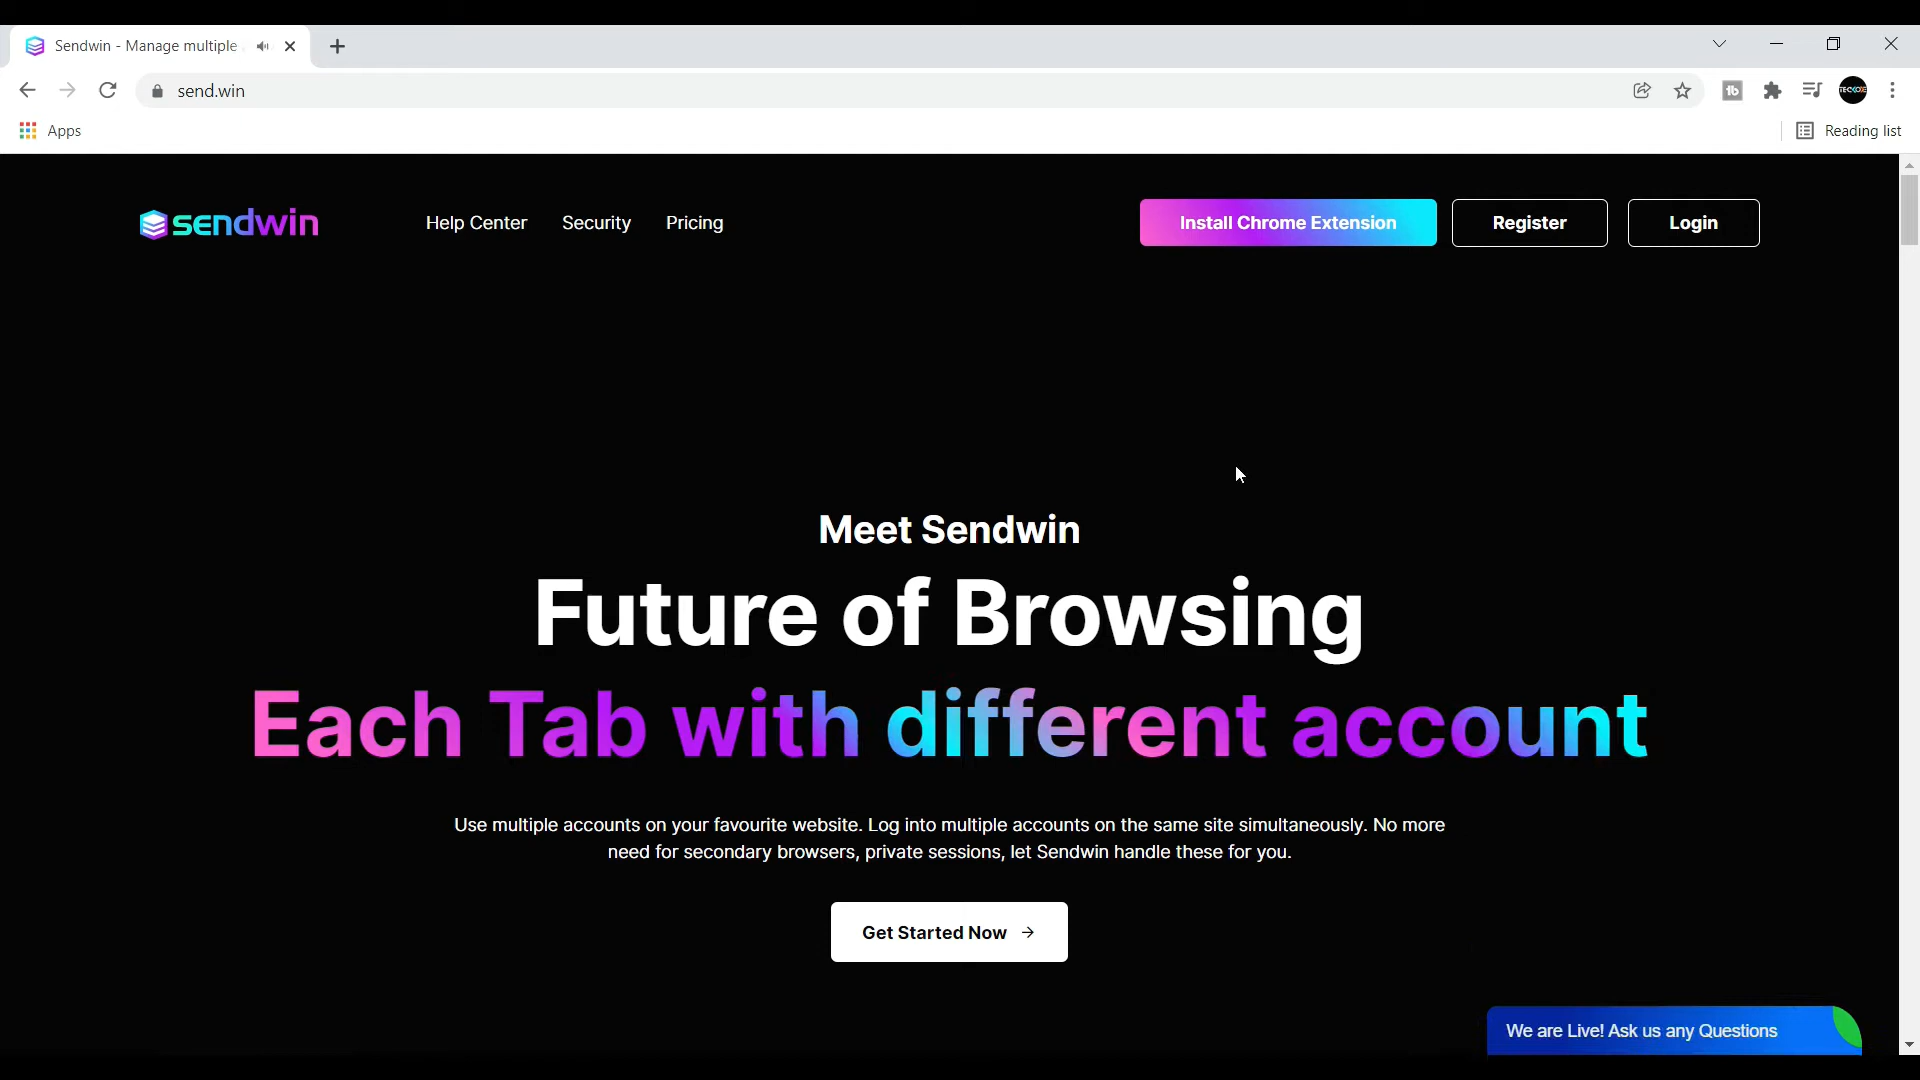 Sendwin - Manage multiple
send.win
Apps
Reading list
sendwin
Help Center
Security
Pricing
Install Chrome Extension
Register
Login
Meet Sendwin
Future of Browsing
Each Tab with different account
Use multiple accounts on your favourite website. Log into multiple accounts on the same site simultaneously. No more
need for secondary browsers, private sessions, let Sendwin handle these for you.
Get Started Now →
We are Live! Ask us any Questions